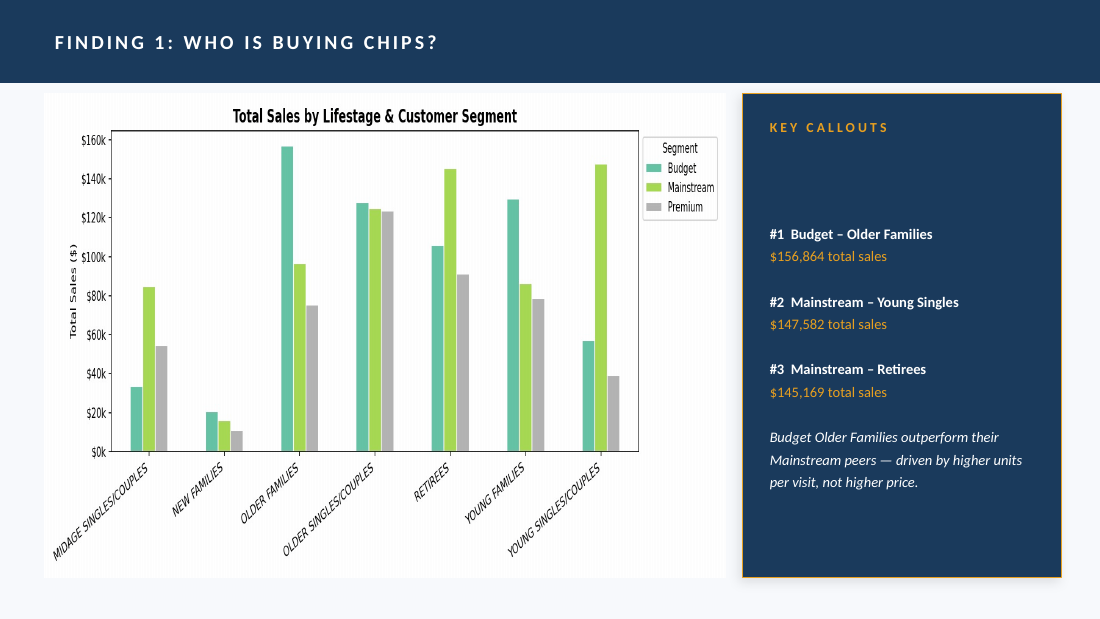 FINDING 1: WHO IS BUYING CHIPS?
Total Sales by Lifestage & Customer Segment
Total Sales ($)
$160k
$140k
$120k
$100k
$80k
$60k
$40k
$20k
$0k
MIDAGE SINGLES/COUPLES
NEW FAMILIES
OLDER FAMILIES
OLDER SINGLES/COUPLES
RETIREES
YOUNG FAMILIES
YOUNG SINGLES/COUPLES
Segment
Budget
Mainstream
Premium
KEY CALLOUTS
#1 Budget – Older Families
$156,864 total sales
#2 Mainstream – Young Singles
$147,582 total sales
#3 Mainstream – Retirees
$145,169 total sales
Budget Older Families outperform their
Mainstream peers — driven by higher units
per visit, not higher price.